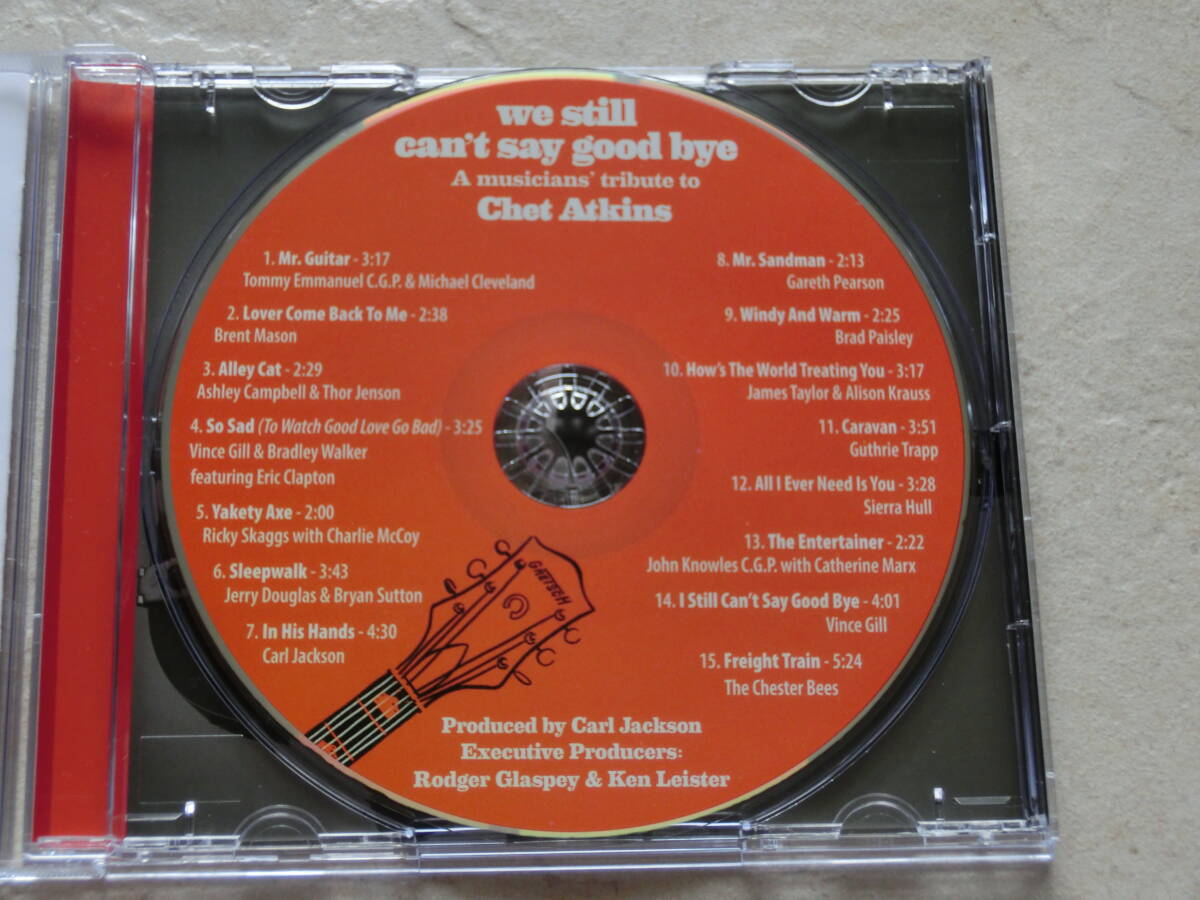 we still
can't say good bye
A musicians' tribute to
Chet Atkins
1. Mr. Guitar - 3:17
Tommy Emmanuel C.G.P. & Michael Cleveland
2. Lover Come Back To Me - 2:38
Brent Mason
3. Alley Cat - 2:29
Ashley Campbell & Thor Jenson
4. So Sad (To Watch Good Love Go Bad) - 3:25
Vince Gill & Bradley Walker
featuring Eric Clapton
5. Yakety Axe - 2:00
Ricky Skaggs with Charlie McCoy
6. Sleepwalk - 3:43
Jerry Douglas & Bryan Sutton
7. In His Hands - 4:30
Carl Jackson
8. Mr. Sandman - 2:13
Gareth Pearson
9. Windy And Warm - 2:25
Brad Paisley
10. How's The World Treating You - 3:17
James Taylor & Alison Krauss
11. Caravan - 3:51
Guthrie Trapp
12. All I Ever Need Is You - 3:28
Sierra Hull
13. The Entertainer - 2:22
John Knowles C.G.P. with Catherine Marx
14. I Still Can't Say Good Bye - 4:01
Vince Gill
15. Freight Train - 5:24
The Chester Bees
GRETSCH
Produced by Carl Jackson
Executive Producers:
Rodger Glaspey & Ken Leister